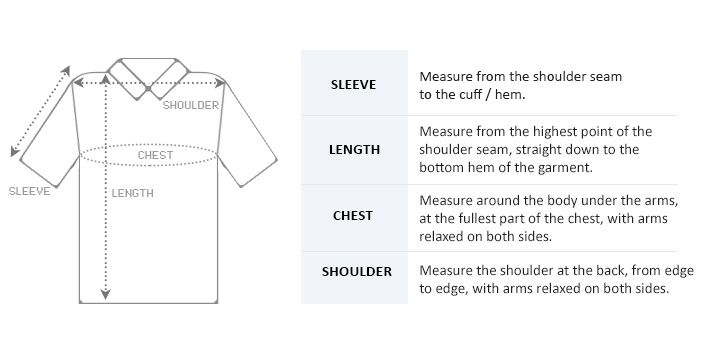 SHOULDER
CHEST
SLEEVE
LENGTH
SLEEVE
Measure from the shoulder seam
to the cuff / hem.
LENGTH
Measure from the highest point of the
shoulder seam, straight down to the
bottom hem of the garment.
CHEST
Measure around the body under the arms,
at the fullest part of the chest, with arms
relaxed on both sides.
SHOULDER
Measure the shoulder at the back, from edge
to edge, with arms relaxed on both sides.